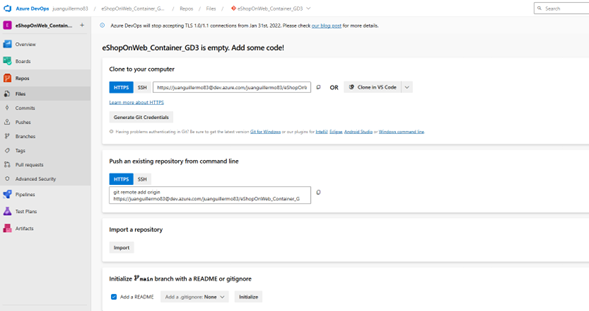 Azure DevOps juanguillermo83 / eShopOnWeb_Container_G... / Repos / Files / eShopOnWeb_Container_GD3 Search
E eShopOnWeb_Contain... +
Azure DevOps will stop accepting TLS 1.0/1.1 connections from Jan 31st, 2022. Please check our blog post for more details.
Overview
Boards
Repos
Files
Commits
Pushes
Branches
Tags
Pull requests
Advanced Security
Pipelines
Test Plans
Artifacts
eShopOnWeb_Container_GD3 is empty. Add some code!
Clone to your computer
HTTPS SSH https://juanguillermo83@dev.azure.com/juanguillermo83/eShopOnW OR Clone in VS Code
Learn more about HTTPS
Generate Git Credentials
Having problems authenticating in Git? Be sure to get the latest version Git for Windows or our plugins for IntelliJ, Eclipse, Android Studio or Windows command line.
Push an existing repository from command line
HTTPS SSH
git remote add origin
https://juanguillermo83@dev.azure.com/juanguillermo83/eShopOnWeb_Container_G
Import a repository
Import
Initialize main branch with a README or gitignore
Add a README Add a .gitignore: None Initialize